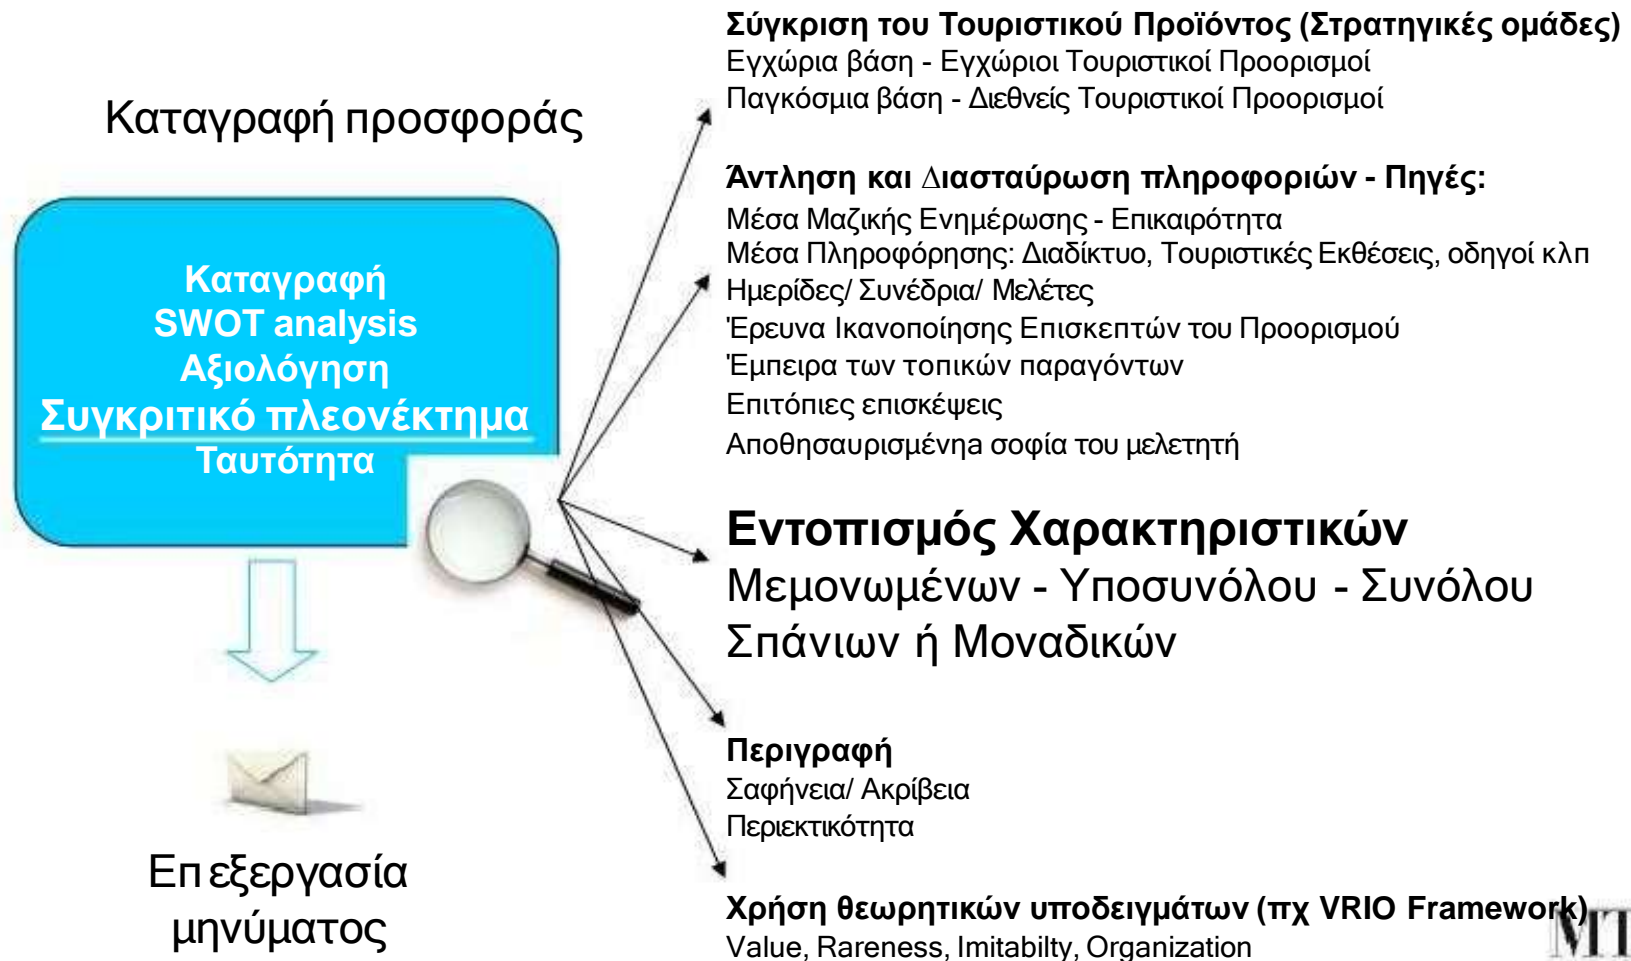 Καταγραφή προσφοράς
Καταγραφή
SWOT analysis
Αξιολόγηση
Συγκριτικό πλεονέκτημα
Ταυτότητα
Επεξεργασία
μηνύματος
Σύγκριση του Τουριστικού Προϊόντος (Στρατηγικές ομάδες)
Εγχώρια βάση - Εγχώριοι Τουριστικοί Προορισμοί
Παγκόσμια βάση - Διεθνείς Τουριστικοί Προορισμοί
Άντληση και Διασταύρωση πληροφοριών - Πηγές:
Μέσα Μαζικής Ενημέρωσης - Επικαιρότητα
Μέσα Πληροφόρησης: Διαδίκτυο, Τουριστικές Εκθέσεις, οδηγοί κλπ
Ημερίδες/ Συνέδρια/ Μελέτες
Έρευνα Ικανοποίησης Επισκεπτών του Προορισμού
Έμπειρα των τοπικών παραγόντων
Επιτόπιες επισκέψεις
Αποθησαυρισμένηa σοφία του μελετητή
Εντοπισμός Χαρακτηριστικών
Μεμονωμένων - Υποσυνόλου - Συνόλου
Σπάνιων ή Μοναδικών
Περιγραφή
Σαφήνεια/ Ακρίβεια
Περιεκτικότητα
Χρήση θεωρητικών υποδειγμάτων (πχ VRIO Framework)
Value, Rareness, Imitabilty, Organization